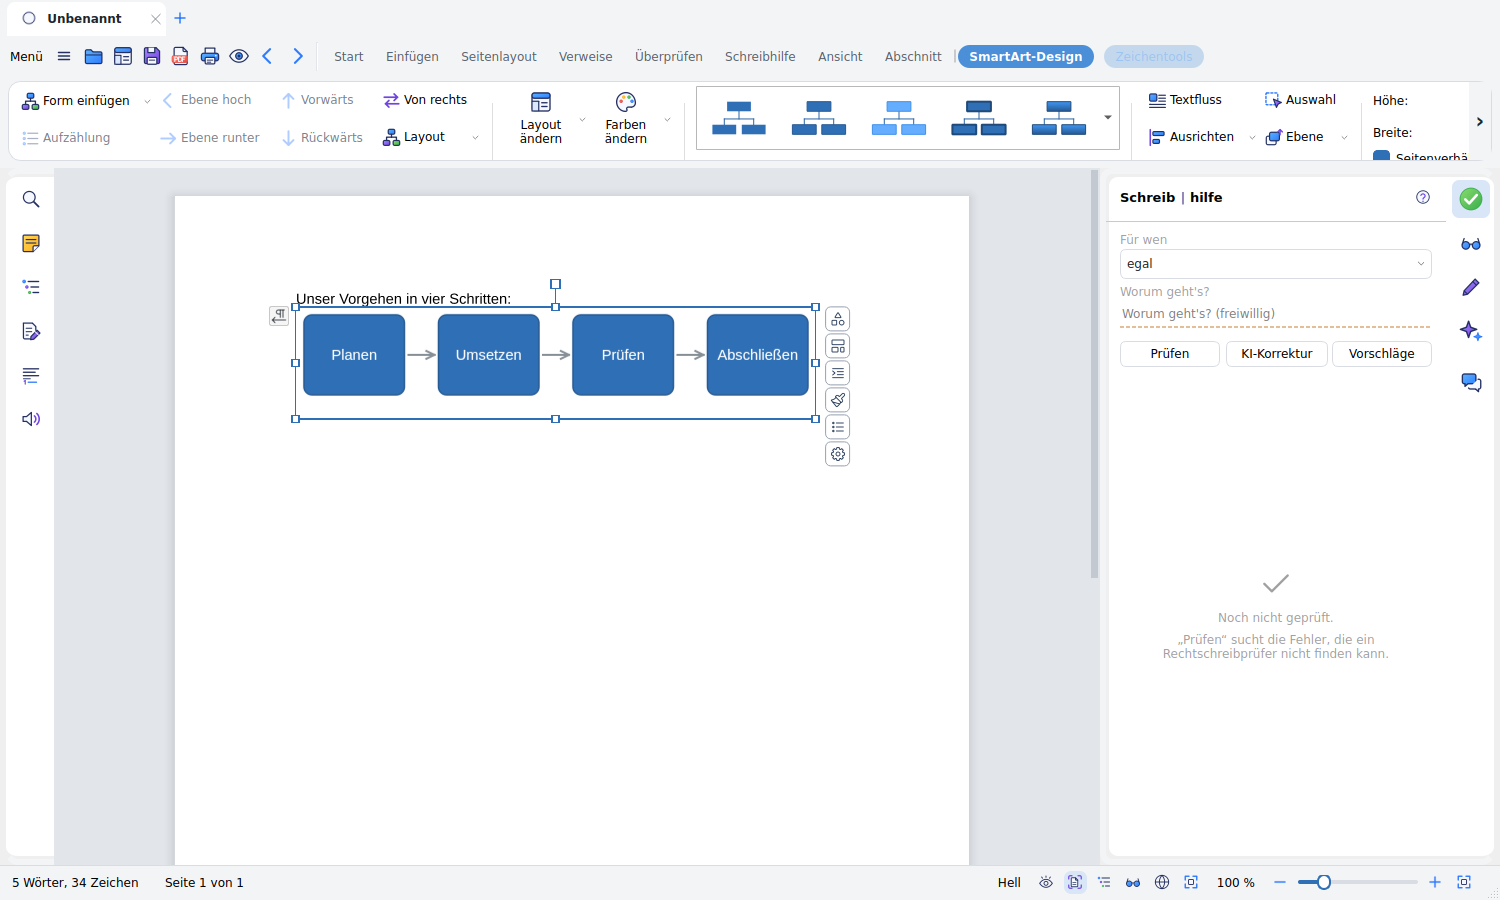 Unbenannt
Menü
Start Einfügen Seitenlayout Verweise Überprüfen Schreibhilfe Ansicht Abschnitt SmartArt-Design Zeichentools
Form einfügen Ebene hoch Vorwärts Von rechts
Aufzählung Ebene runter Rückwärts Layout
Layout ändern
Farben ändern
Textfluss Auswahl Höhe:
Ausrichten Ebene Breite:
Seitenverhä
Schreib | hilfe
Für wen
egal
Worum geht's?
Worum geht's? (freiwillig)
Prüfen KI-Korrektur Vorschläge
Noch nicht geprüft.
„Prüfen“ sucht die Fehler, die ein
Rechtschreibprüfer nicht finden kann.
Unser Vorgehen in vier Schritten:
Planen Umsetzen Prüfen Abschließen
5 Wörter, 34 Zeichen Seite 1 von 1 Hell 100 %